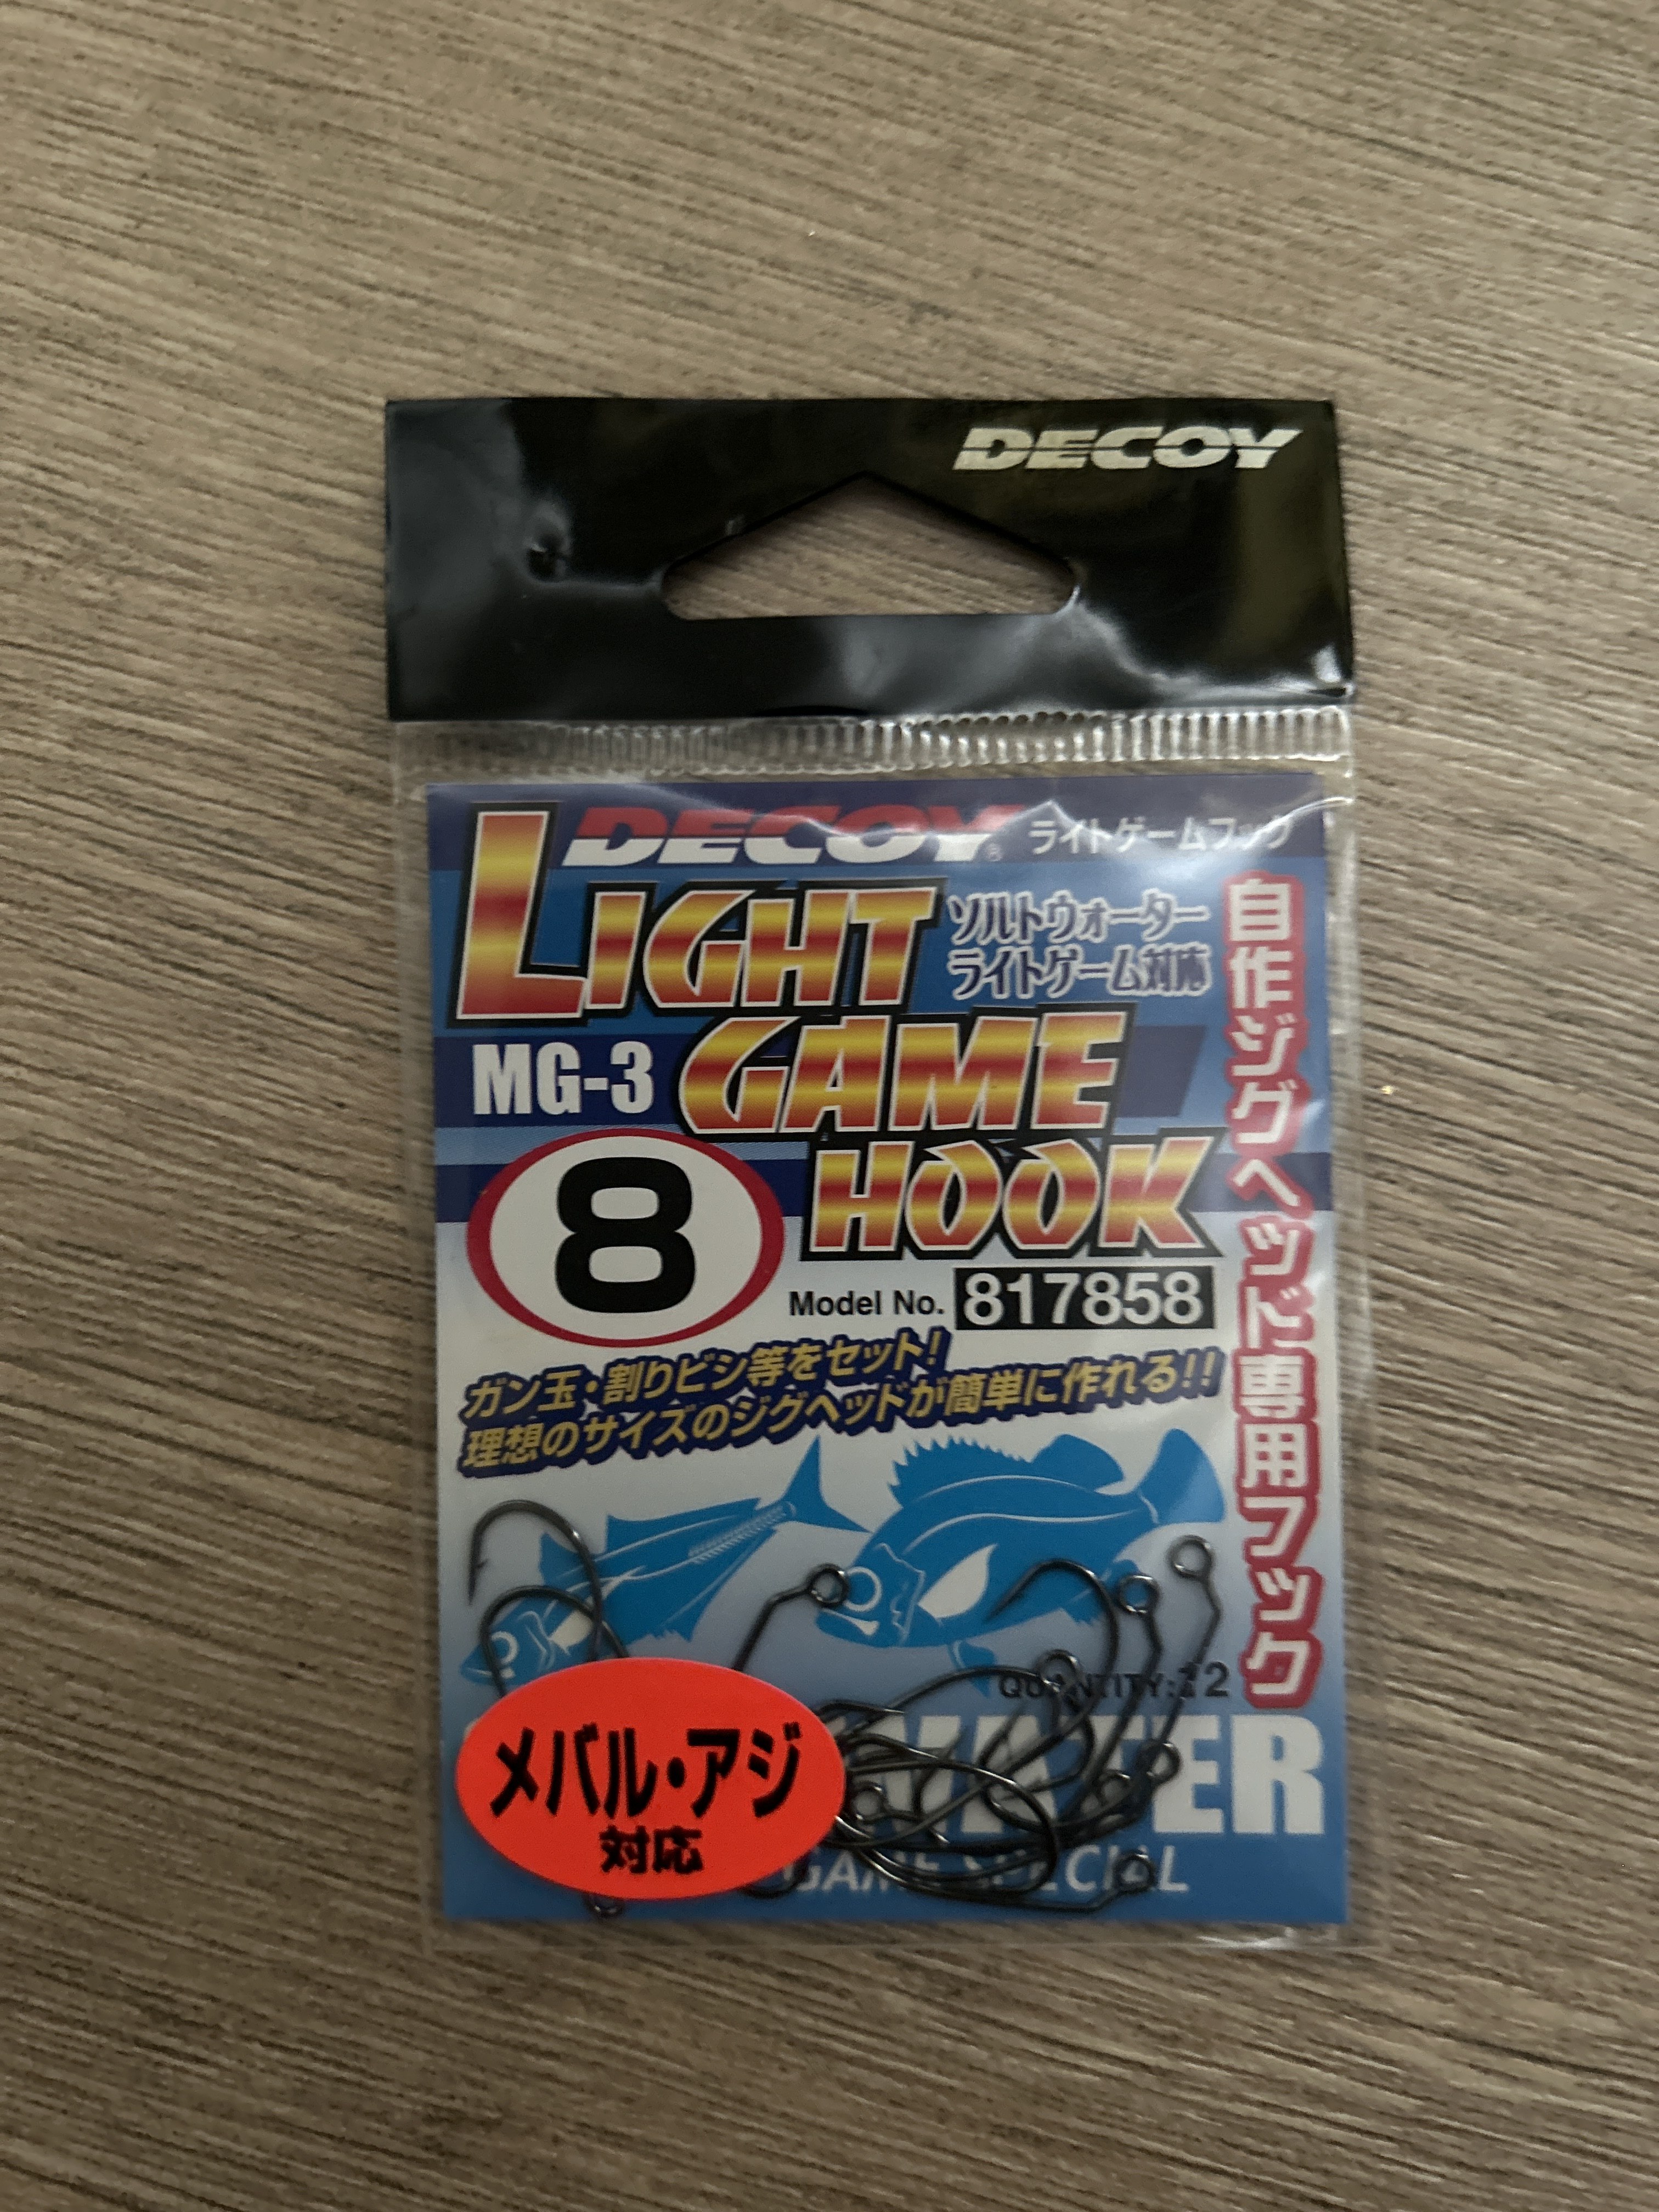 DECOY
DECOY® ライトゲームフック
LIGHT
ソルトウォーター
ライトゲーム対応
MG-3
GAME
HOOK
8
Model No. 817858
自作ジグヘッド専用フック
ガン玉・割りビシ等をセット!
理想のサイズのジグヘッドが簡単に作れる!!
QUANTITY:12
メバル・アジ
対応
GAME SPECIAL